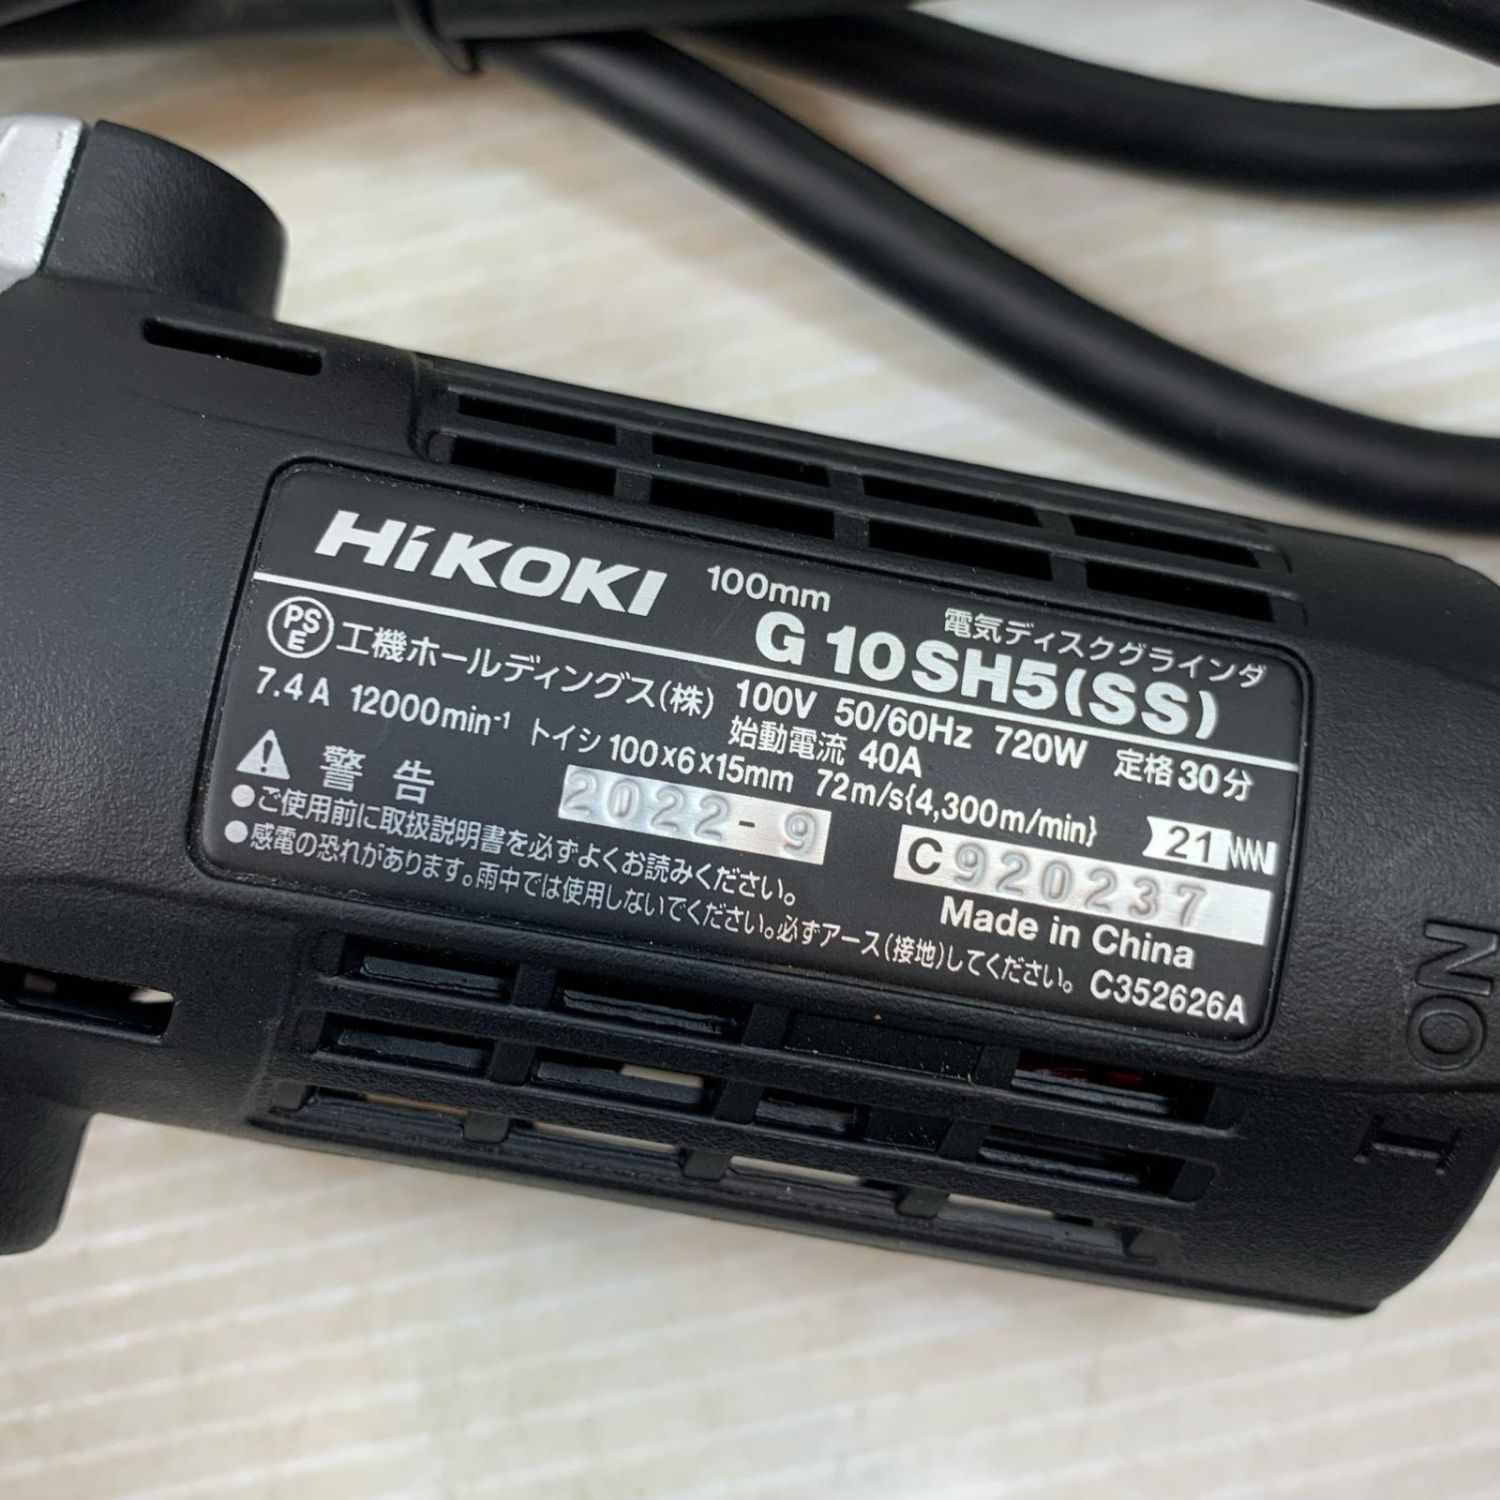 HiKOKI 100mm 電気ディスクグラインダ
G 10SH5(SS)
PSE 工機ホールディングス(株) 100V 50/60Hz 720W 定格30分
7.4A 12000min-1 トイシ 始動電流 40A
100x6x15mm 72m/s{4,300m/min}
警告 2022-9 21
C920237
●ご使用前に取扱説明書を必ずよくお読みください。 Made in China
●感電の恐れがあります。雨中では使用しないでください。必ずアース(接地)してください。 C352626A
ON
I